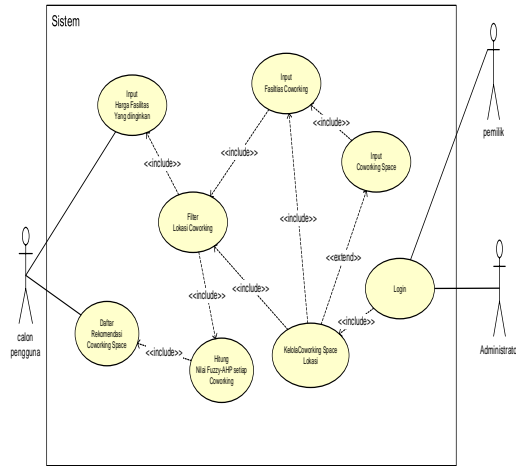 Sistem
Input
Harga Fasilitas
Yang diinginkan
Input
Fasiltias Coworking
<<include>>
<<include>>
Input
Coworking Space
pemilik
Filter
Lokasi Coworking
<<include>>
<<include>>
<<extend>>
Login
calon
pengguna
<<include>>
<<include>>
<<include>>
Daftar
Rekomendasi
Coworking Space
<<include>>
Hitung
Nilai Fuzzy-AHP setiap
Coworking
KelolaCoworking Space
Lokasi
Administrato